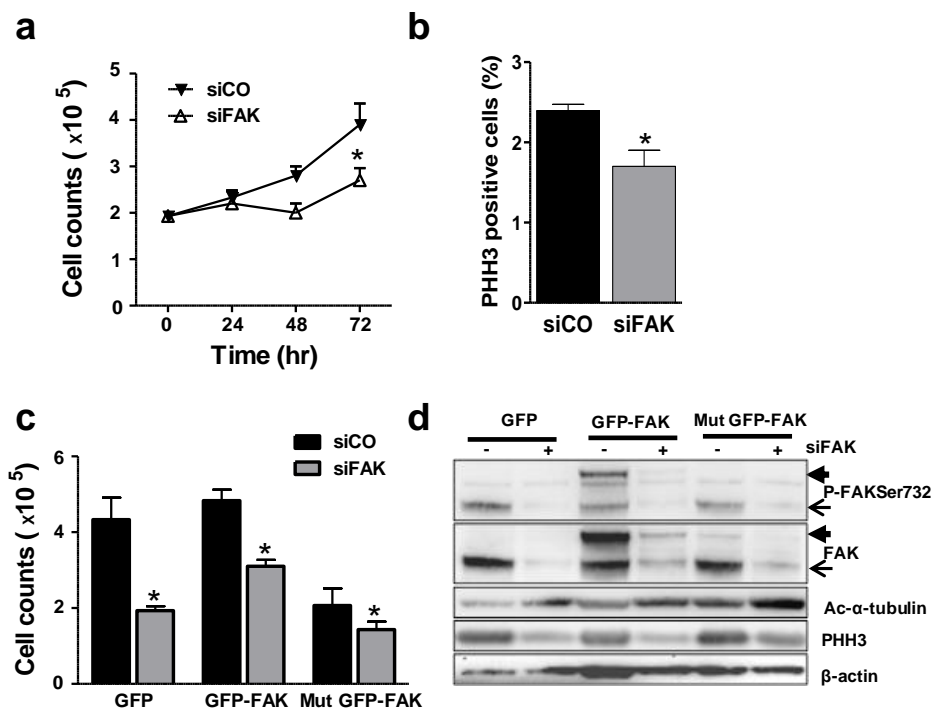 a
5
4
3
2
1
0
Cell counts ( x10 5)
siCO
siFAK
*
0 24 48 72
Time (hr)
b
3
2
1
0
PHH3 positive cells (%)
*
siCO siFAK
c
6
4
2
0
Cell counts ( x10 5)
siCO
siFAK
* * *
GFP GFP-FAK Mut GFP-FAK
d
GFP GFP-FAK Mut GFP-FAK
- + - + - + siFAK
P-FAKSer732
FAK
Ac-α-tubulin
PHH3
β-actin